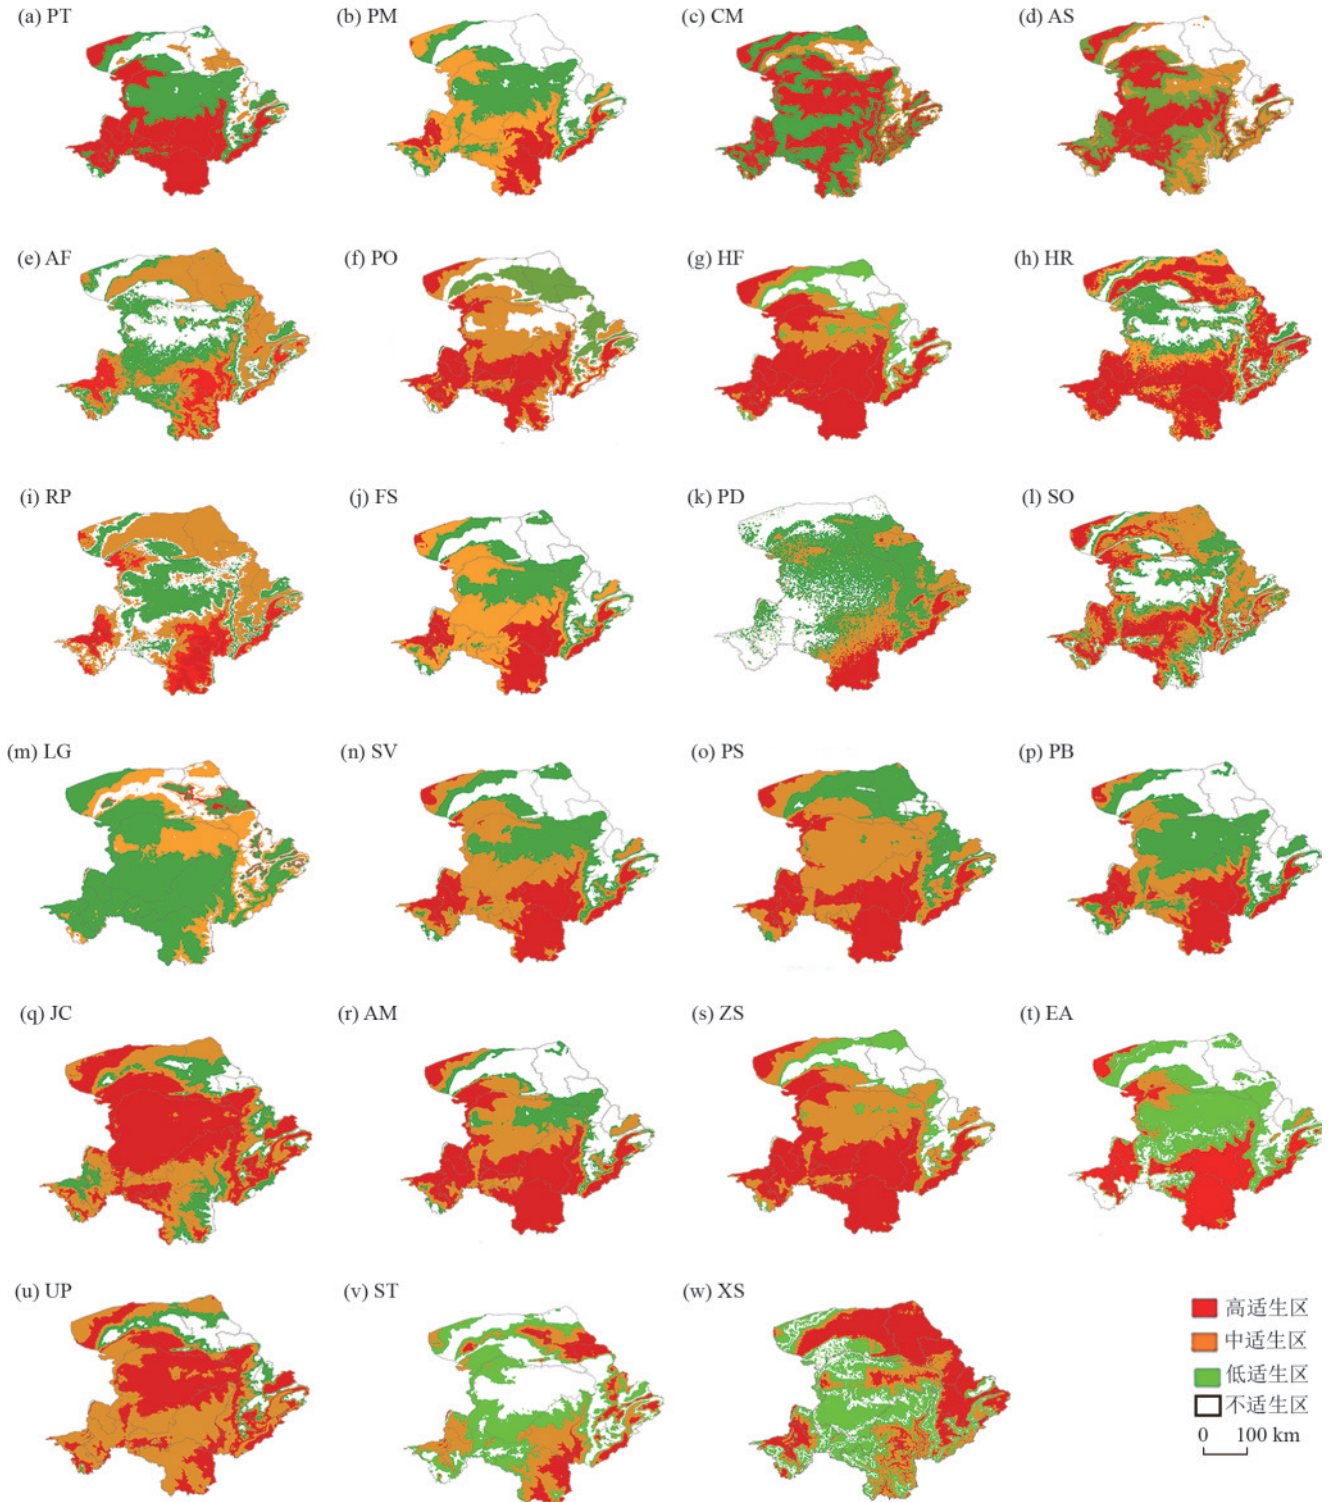 (a) PT
(b) PM
(c) CM
(d) AS
(e) AF
(f) PO
(g) HF
(h) HR
(i) RP
(j) FS
(k) PD
(l) SO
(m) LG
(n) SV
(o) PS
(p) PB
(q) JC
(r) AM
(s) ZS
(t) EA
(u) UP
(v) ST
(w) XS
高适生区
中适生区
低适生区
不适生区
0 100 km